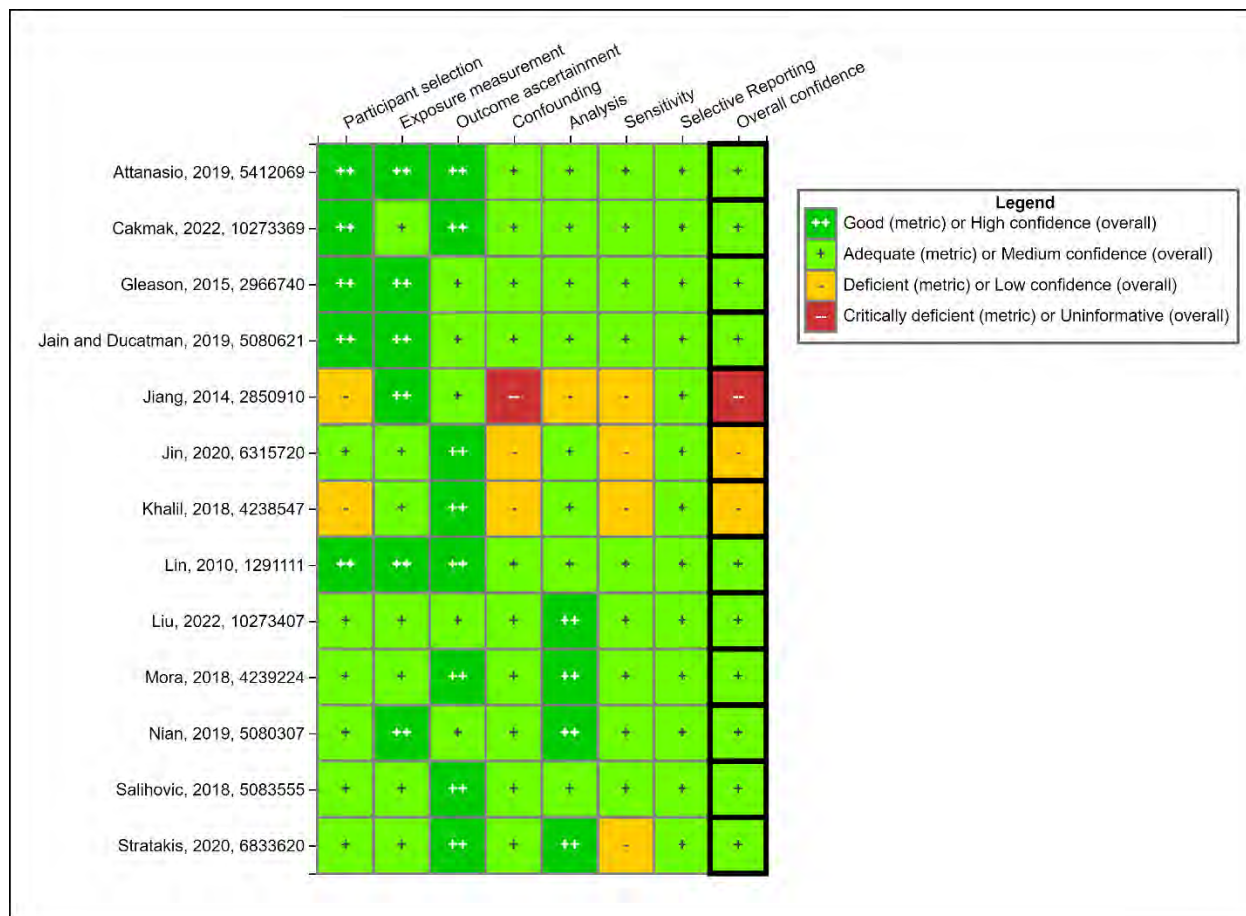 Participant selection
Exposure measurement
Outcome ascertainment
Confounding
Analysis
Sensitivity
Selective Reporting
Overall confidence
Attanasio, 2019, 5412069 ++ ++ ++ + + + + +
Cakmak, 2022, 10273369 ++ + ++ + + + + +
Gleason, 2015, 2966740 ++ ++ + + + + + +
Jain and Ducatman, 2019, 5080621 ++ ++ + + + + + +
Jiang, 2014, 2850910 - ++ + -- - - + --
Jin, 2020, 6315720 + + ++ - + - + -
Khalil, 2018, 4238547 - + ++ - + - + -
Lin, 2010, 1291111 ++ ++ ++ + + + + +
Liu, 2022, 10273407 + + + + ++ + + +
Mora, 2018, 4239224 + + ++ + ++ + + +
Nian, 2019, 5080307 + ++ + + ++ + + +
Salihovic, 2018, 5083555 + + ++ + + + + +
Stratakis, 2020, 6833620 + + ++ + ++ - + +
Legend
++ Good (metric) or High confidence (overall)
+ Adequate (metric) or Medium confidence (overall)
- Deficient (metric) or Low confidence (overall)
-- Critically deficient (metric) or Uninformative (overall)